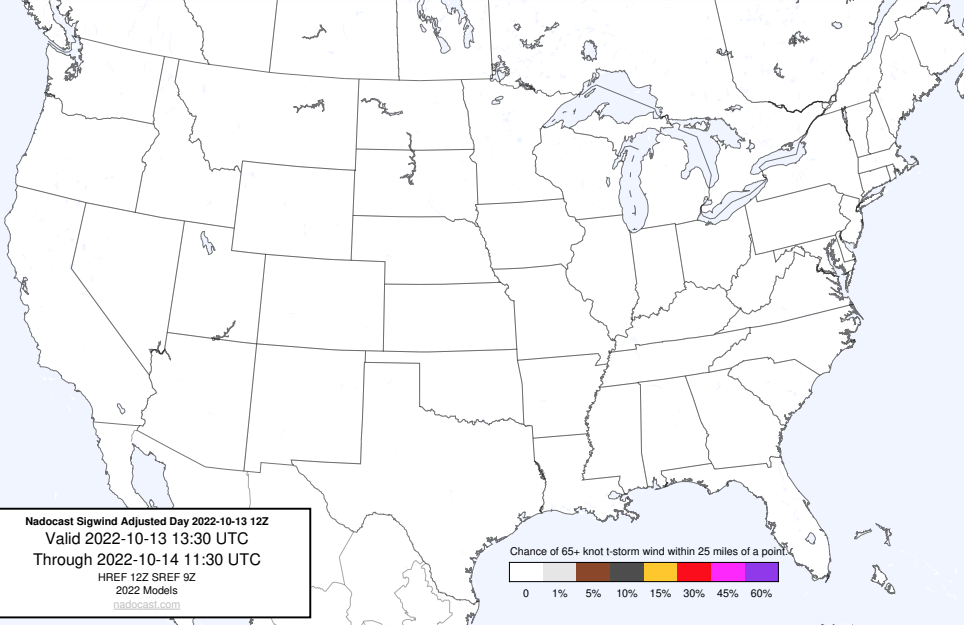 Nadocast Sigwind Adjusted Day 2022-10-13 12Z
Valid 2022-10-13 13:30 UTC
Through 2022-10-14 11:30 UTC
HREF 12Z SREF 9Z
2022 Models
nadocast.com
Chance of 65+ knot t-storm wind within 25 miles of a point.
0 1% 5% 10% 15% 30% 45% 60%